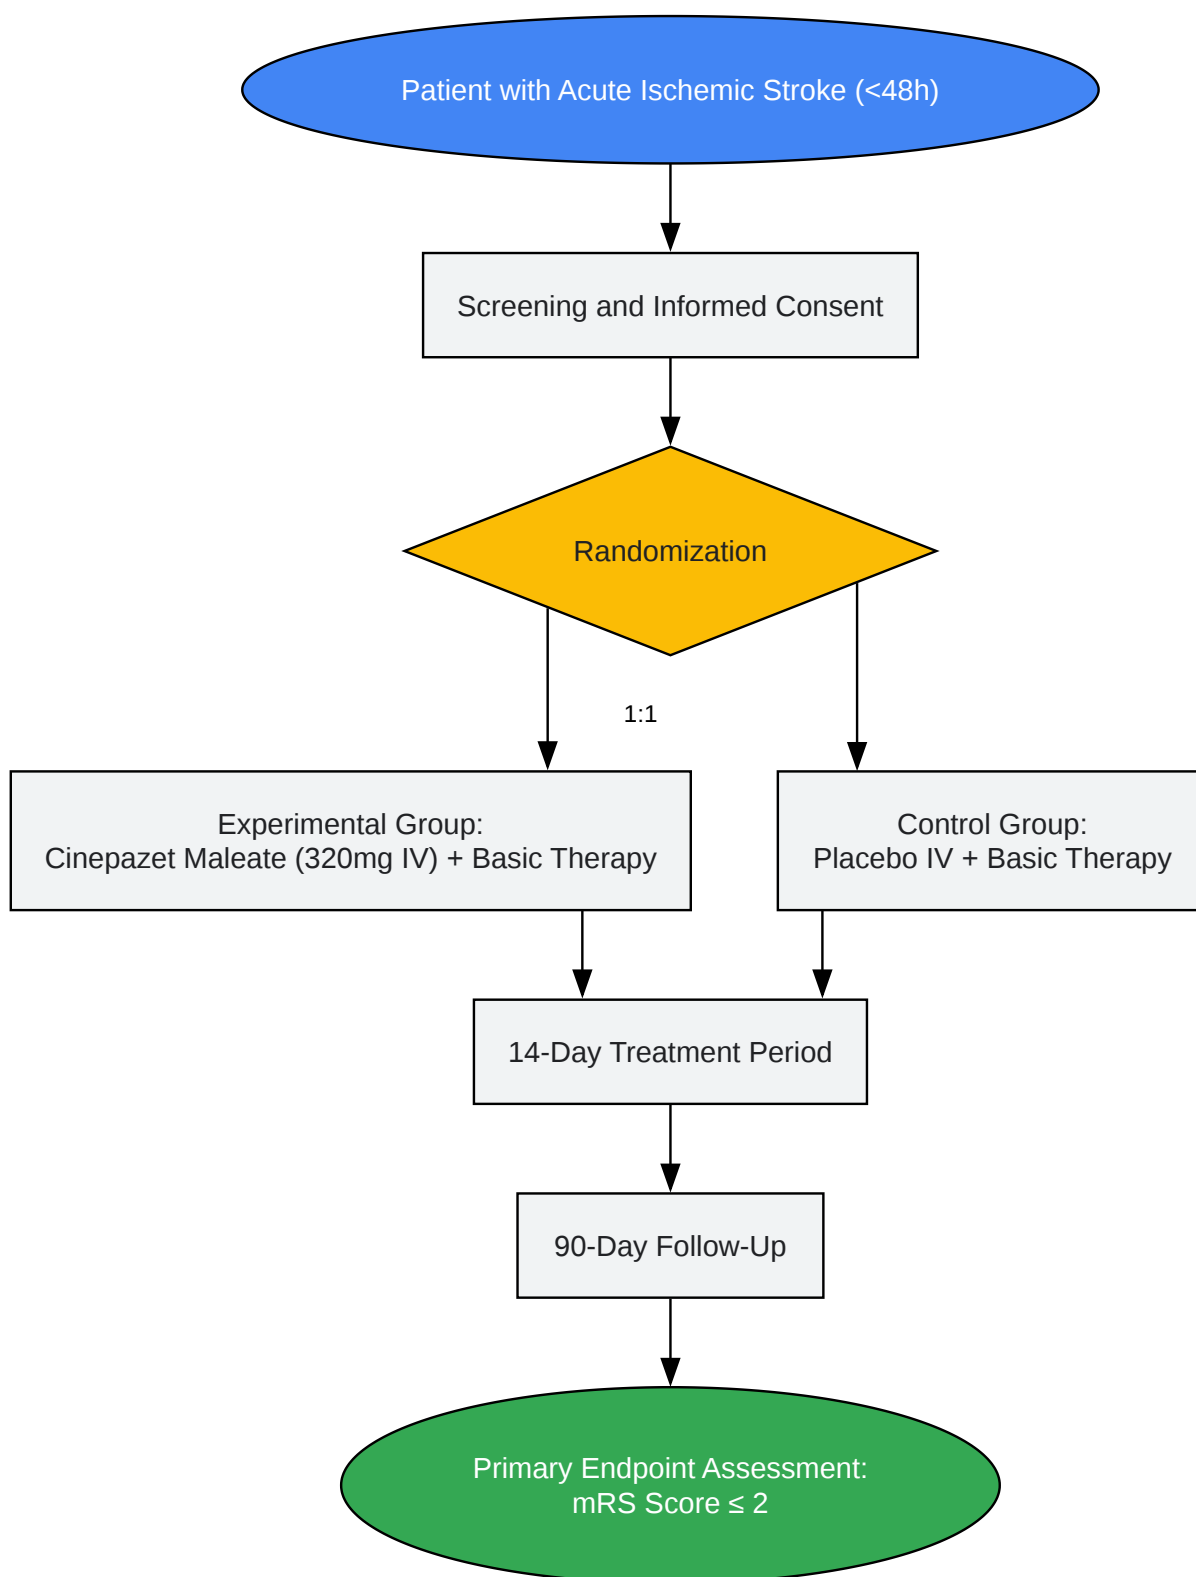 Patient with Acute Ischemic Stroke (<48h)
Screening and Informed Consent
Randomization
1:1
Experimental Group:
Cinepazet Maleate (320mg IV) + Basic Therapy
Control Group:
Placebo IV + Basic Therapy
14-Day Treatment Period
90-Day Follow-Up
Primary Endpoint Assessment:
mRS Score ≤ 2